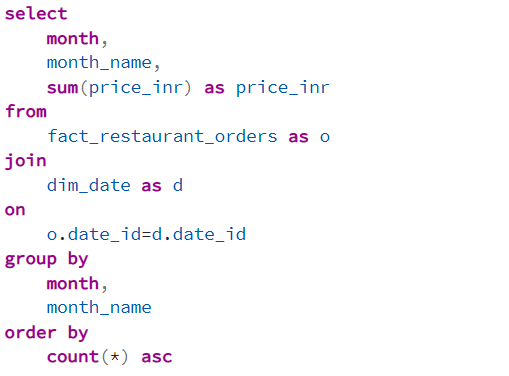 select
    month,
    month_name,
    sum(price_inr) as price_inr
from
    fact_restaurant_orders as o
join
    dim_date as d
on
    o.date_id=d.date_id
group by
    month,
    month_name
order by
    count(*) asc